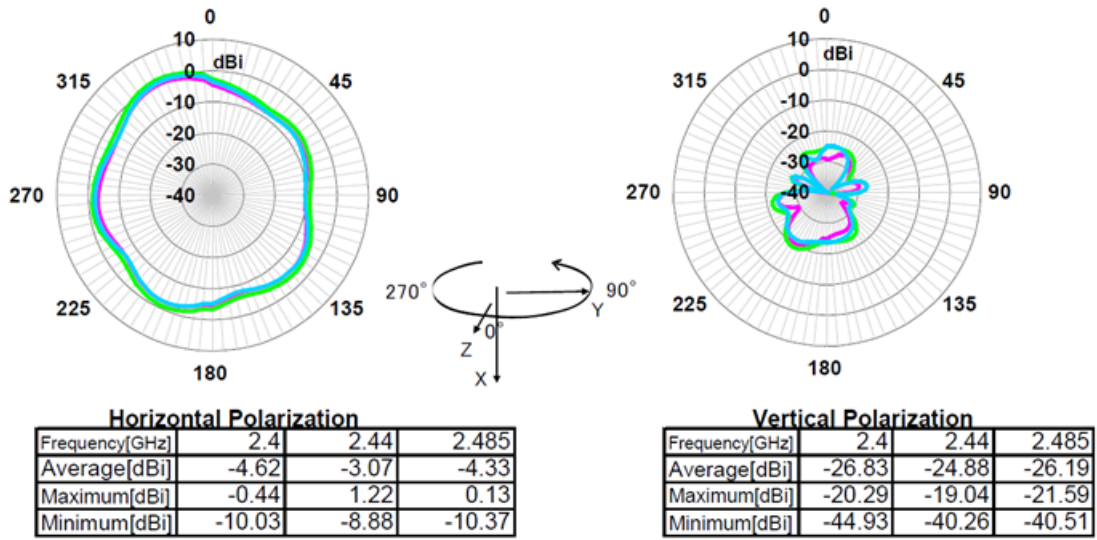 0
10
dBi
0
315
45
-10
-20
-30
270
-40
90
225
135
180
0
10
dBi
0
315
45
-10
-20
-30
270
-40
90
225
135
180
270°
90°
Y
0°
Z
X
Horizontal Polarization
Frequency[GHz] 2.4 2.44 2.485
Average[dBi] -4.62 -3.07 -4.33
Maximum[dBi] -0.44 1.22 0.13
Minimum[dBi] -10.03 -8.88 -10.37
Vertical Polarization
Frequency[GHz] 2.4 2.44 2.485
Average[dBi] -26.83 -24.88 -26.19
Maximum[dBi] -20.29 -19.04 -21.59
Minimum[dBi] -44.93 -40.26 -40.51